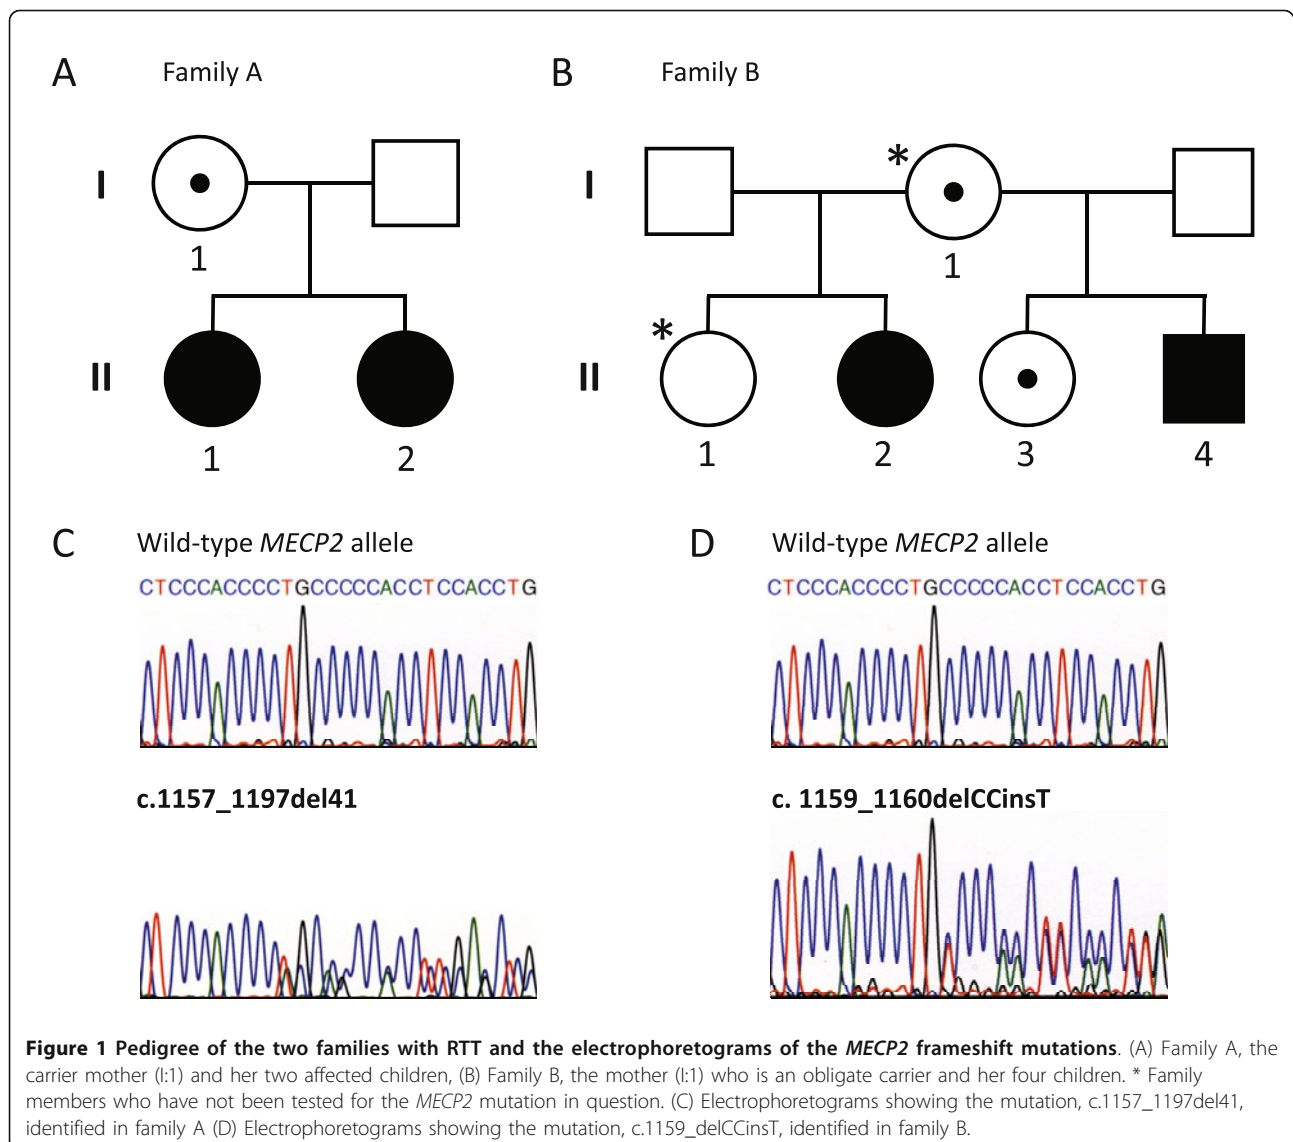 A Family A B Family B
*
I I
1 1
*
II II
1 2 1 2 3 4
C Wild-type MECP2 allele D Wild-type MECP2 allele
CTCCCACCCCTGCCCCCACCTCCACCTG CTCCCACCCCTGCCCCCACCTCCACCTG
c.1157_1197del41 c. 1159_1160delCCinsT
Figure 1 Pedigree of the two families with RTT and the electrophoretograms of the MECP2 frameshift mutations. (A) Family A, the
carrier mother (I:1) and her two affected children, (B) Family B, the mother (I:1) who is an obligate carrier and her four children. * Family
members who have not been tested for the MECP2 mutation in question. (C) Electrophoretograms showing the mutation, c.1157_1197del41,
identified in family A (D) Electrophoretograms showing the mutation, c.1159_delCCinsT, identified in family B.